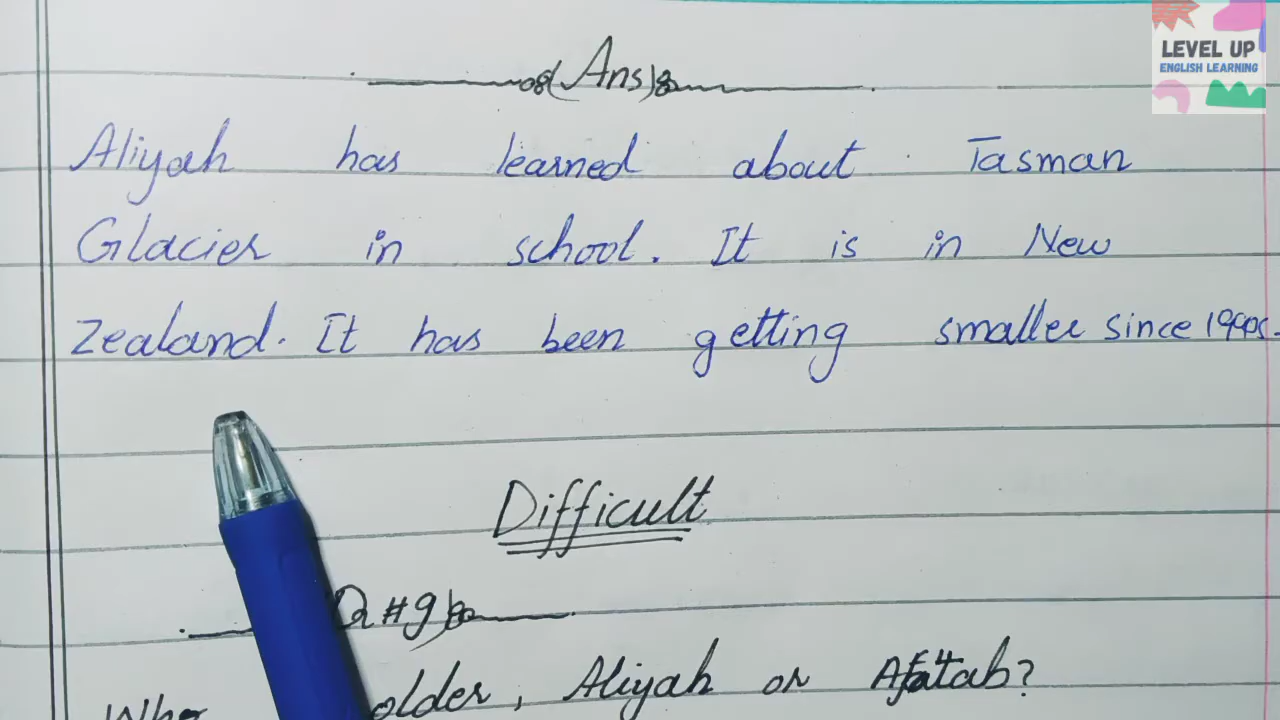 LEVEL UP
ENGLISH LEARNING
(Ans)
Aliyah has learned about Tasman
Glacier in school. It is in New
Zealand. It has been getting smaller since 1990s.
Difficult
Q#9)
older, Aliyah or Afatab?